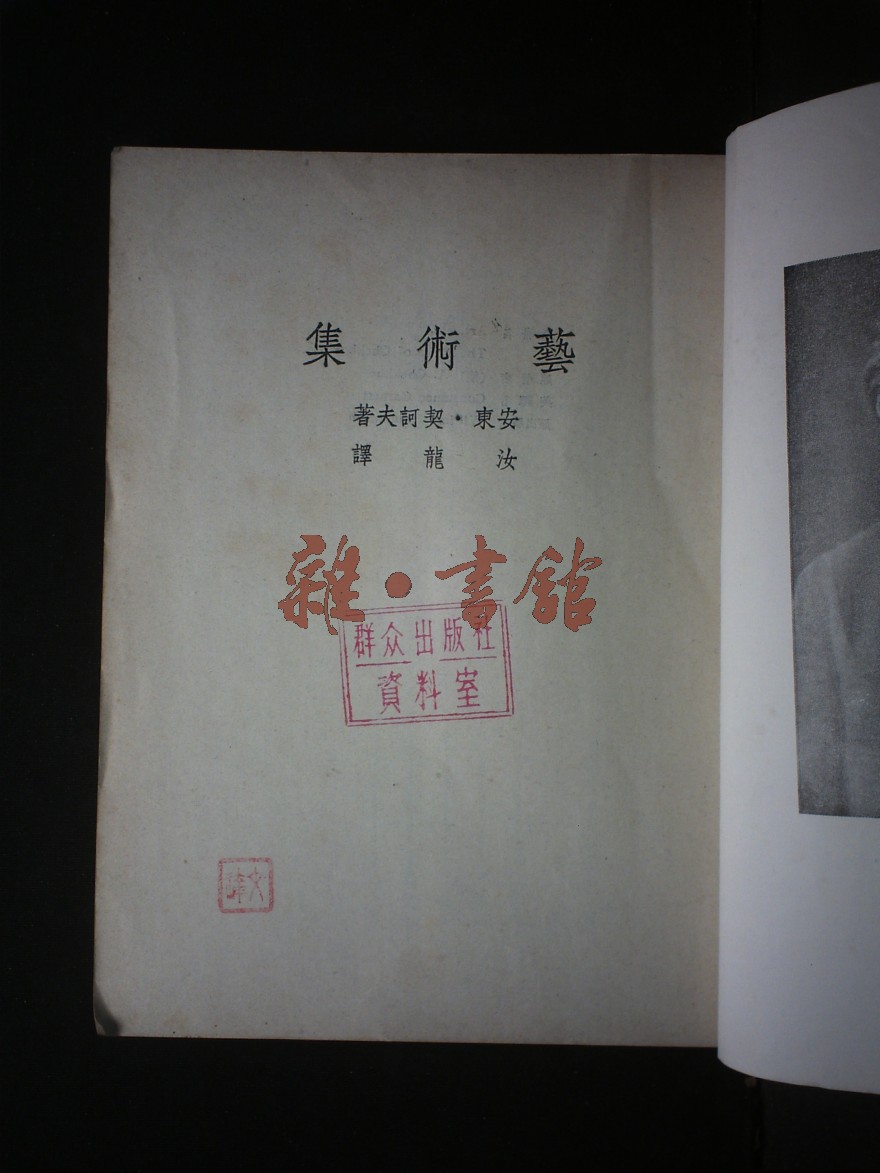 藝術集
安東·契訶夫著
汝龍譯
雜·書館
群众出版社
資料室